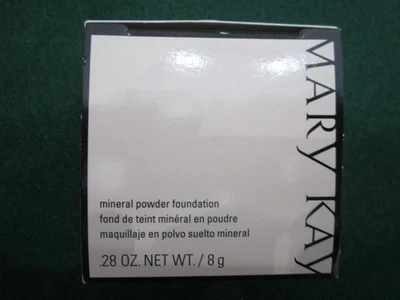 MARY KAY
mineral powder foundation
fond de teint minéral en poudre
maquillaje en polvo suelto mineral
.28 OZ. NET WT. / 8 g